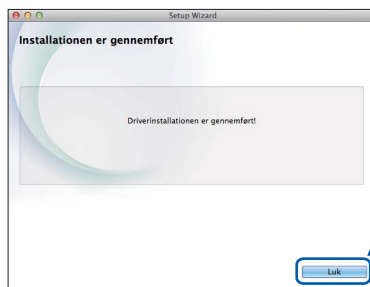 Setup Wizard
Installationen er gennemført
Driverinstallationen er gennemført!
Luk